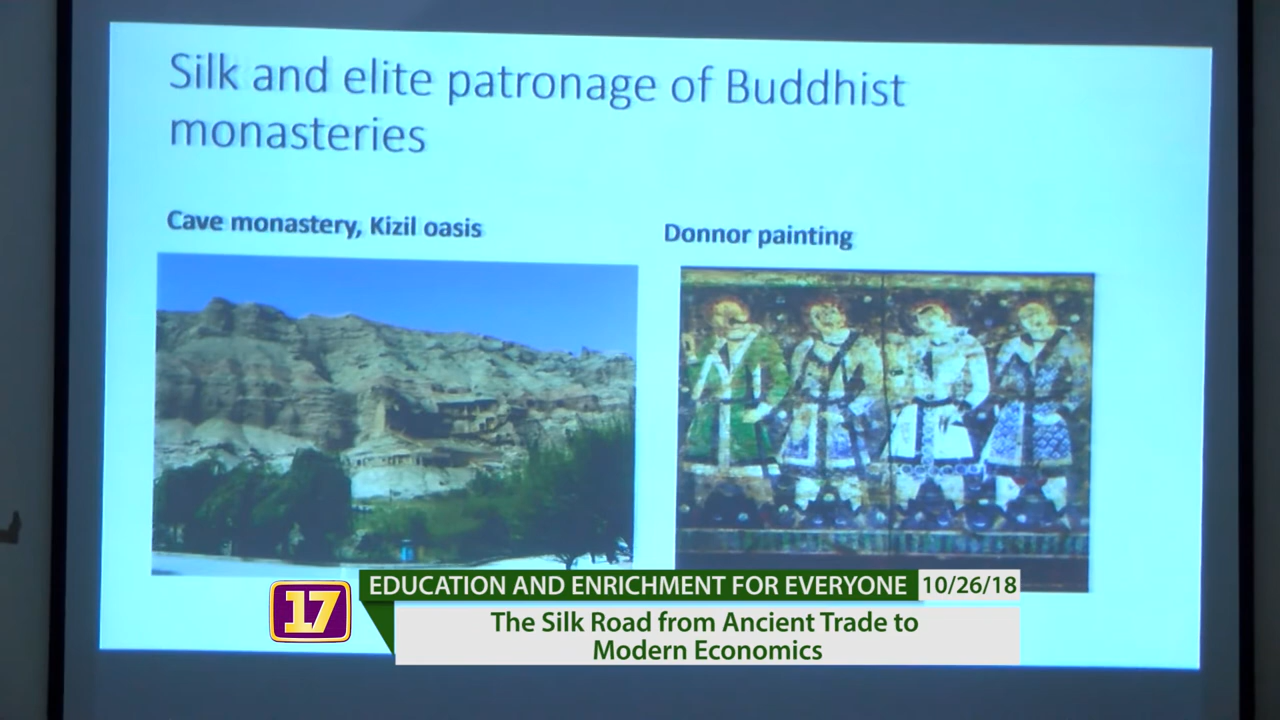 Silk and elite patronage of Buddhist
monasteries
Cave monastery, Kizil oasis
Donnor painting
17
EDUCATION AND ENRICHMENT FOR EVERYONE
10/26/18
The Silk Road from Ancient Trade to
Modern Economics